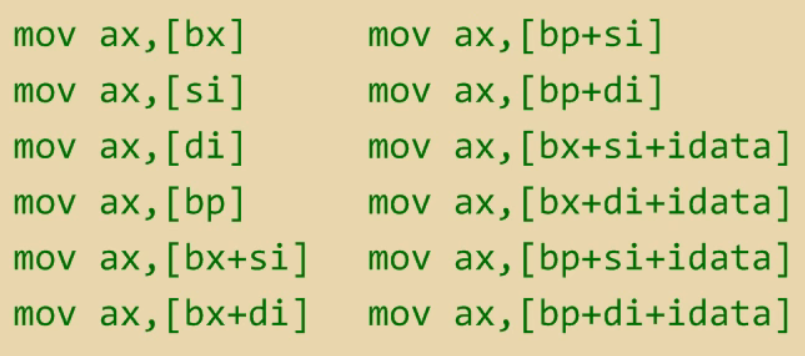 mov ax,[bx]
mov ax,[si]
mov ax,[di]
mov ax,[bp]
mov ax,[bx+si]
mov ax,[bx+di]
mov ax,[bp+si]
mov ax,[bp+di]
mov ax,[bx+si+idata]
mov ax,[bx+di+idata]
mov ax,[bp+si+idata]
mov ax,[bp+di+idata]